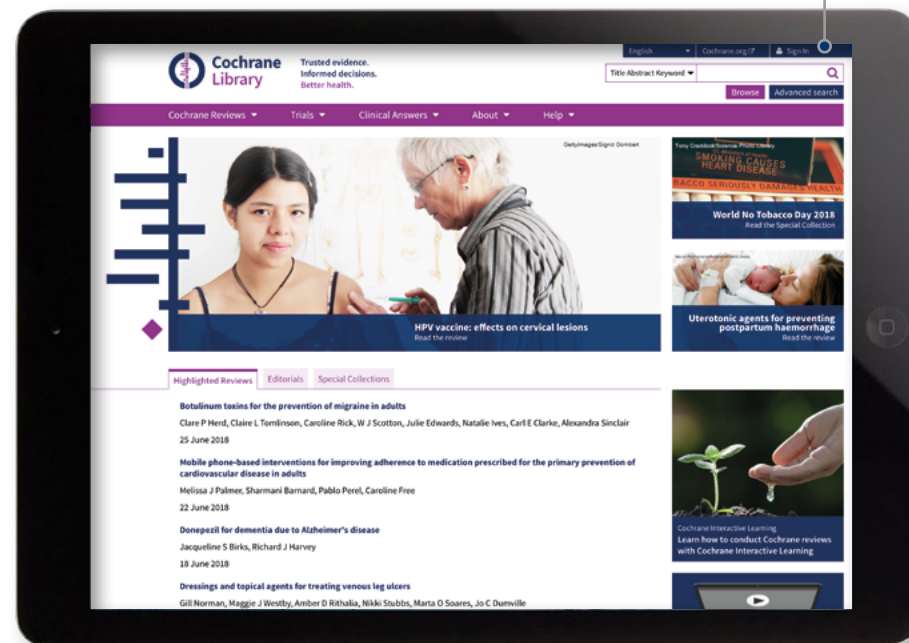 English
Cochrane.org
Sign In
Cochrane
Library
Trusted evidence.
Informed decisions.
Better health.
Title Abstract Keyword
Browse
Advanced search
Cochrane Reviews
Trials
Clinical Answers
About
Help
GettyImages/Sigrid Gombert
HPV vaccine: effects on cervical lesions
Read the review
Tony Craddock/Science Photo Library
SMOKING CAUSES
HEART DISEASE
BACCO SERIOUSLY DAMAGES HEALTH
World No Tobacco Day 2018
Read the Special Collection
Uterotonic agents for preventing
postpartum haemorrhage
Read the review
Highlighted Reviews
Editorials
Special Collections
Botulinum toxins for the prevention of migraine in adults
Clare P Herd, Claire L Tomlinson, Caroline Rick, W J Scotton, Julie Edwards, Natalie Ives, Carl E Clarke, Alexandra Sinclair
25 June 2018
Mobile phone-based interventions for improving adherence to medication prescribed for the primary prevention of
cardiovascular disease in adults
Melissa J Palmer, Sharmani Barnard, Pablo Perel, Caroline Free
22 June 2018
Donepezil for dementia due to Alzheimer's disease
Jacqueline S Birks, Richard J Harvey
18 June 2018
Dressings and topical agents for treating venous leg ulcers
Gill Norman, Maggie J Westby, Amber D Rithalia, Nikki Stubbs, Marta O Soares, Jo C Dumville
Cochrane Interactive Learning
Learn how to conduct Cochrane reviews
with Cochrane Interactive Learning